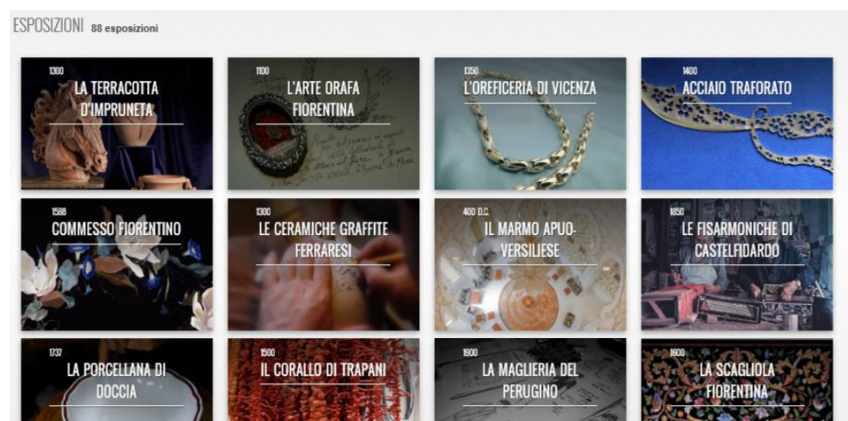 ESPOSIZIONI 88 esposizioni
1300
LA TERRACOTTA
D'IMPRUNETA
1100
L'ARTE ORAFA
FIORENTINA
1350
L'OREFICERIA DI VICENZA
1400
ACCIAIO TRAFORATO
1588
COMMESSO FIORENTINO
1300
LE CERAMICHE GRAFFITE
FERRARESI
400 D.C.
IL MARMO APUO-
VERSILIESE
1850
LE FISARMONICHE DI
CASTELFIDARDO
1737
LA PORCELLANA DI
DOCCIA
1500
IL CORALLO DI TRAPANI
1900
LA MAGLIERIA DEL
PERUGINO
1600
LA SCAGLIOLA
FIORENTINA